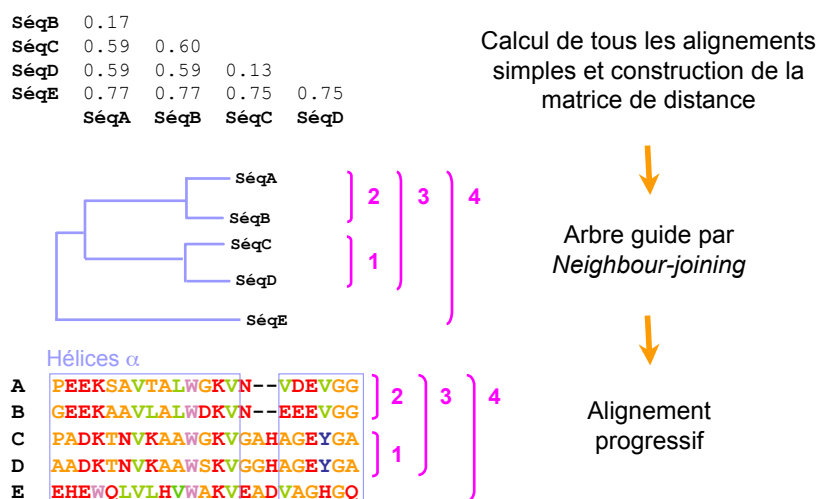 SéqB 0.17
SéqC 0.59 0.60
SéqD 0.59 0.59 0.13
SéqE 0.77 0.77 0.75 0.75
SéqA SéqB SéqC SéqD
Calcul de tous les alignements
simples et construction de la
matrice de distance
SéqA
SéqB
SéqC
SéqD
SéqE
2 3 4
1
Arbre guide par
Neighbour-joining
Hélices α
A PEEKSAVTALWGKVN--VDEVGG
B GEEKAAVLALWDKVN--EEEVGG
C PADKTNVKAAWGKVGAHAGEYGA
D AADKTNVKAAWSKVGGHAGEYGA
E EHEWQLVLHVWAKVEADVAGHGQ
2 3 4
1
Alignement
progressif